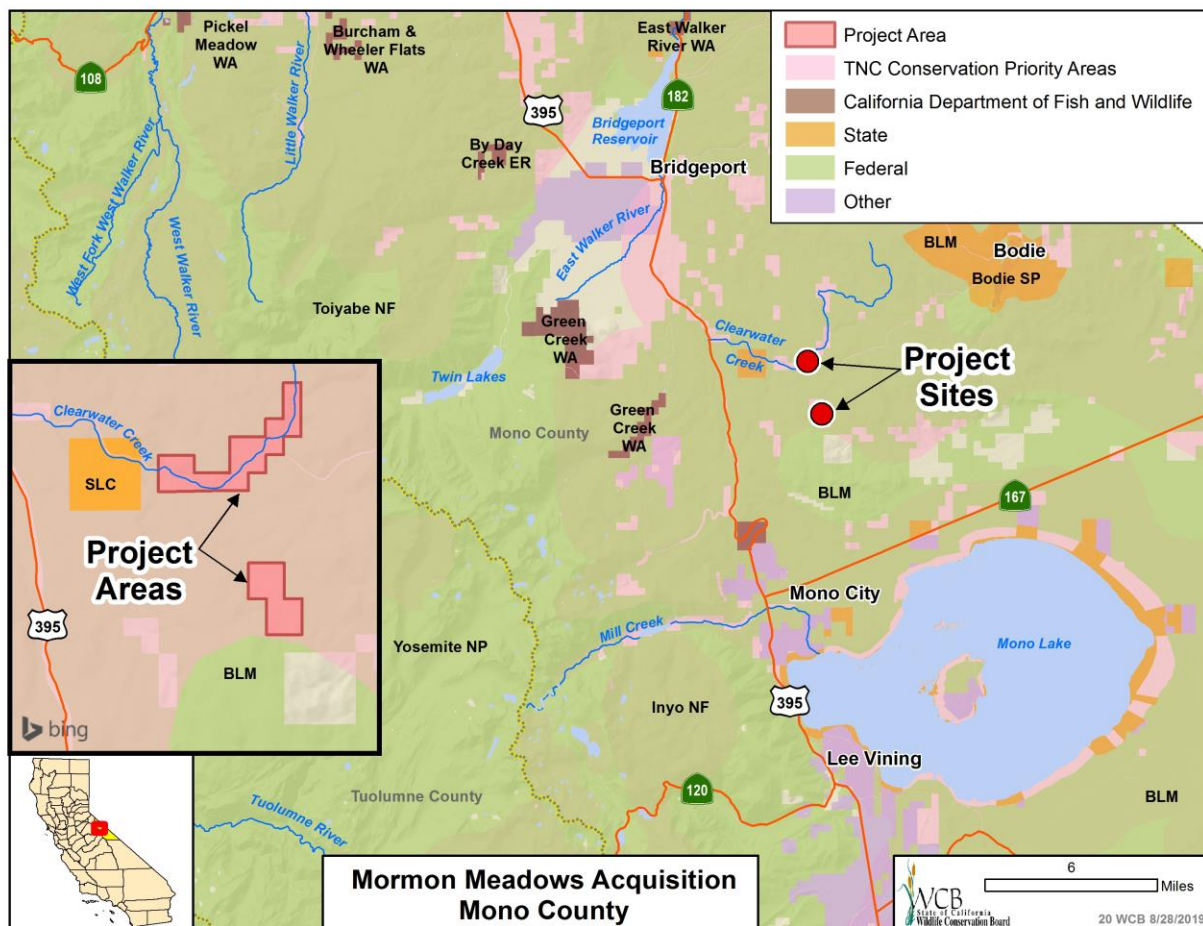 Pickel
Meadow
WA
Burcham &
Wheeler Flats
WA
East Walker
River WA
108
395
182
Little Walker River
West Fork West Walker River
West Walker River
By Day
Creek ER
Bridgeport
Reservoir
Bridgeport
East Walker River
Toiyabe NF
Green
Creek
WA
Twin Lakes
Mono County
Green
Creek
WA
Clearwater
Creek
BLM
Bodie
Bodie SP
Project
Sites
BLM
167
Mono City
Mill Creek
Mono Lake
Yosemite NP
Inyo NF
395
Lee Vining
120
Tuolumne County
Tuolumne River
BLM
Project Area
TNC Conservation Priority Areas
California Department of Fish and Wildlife
State
Federal
Other
Clearwater Creek
SLC
Project
Areas
395
BLM
bing
Mormon Meadows Acquisition
Mono County
WCB
State of California
Wildlife Conservation Board
6
Miles
20 WCB 8/28/2019